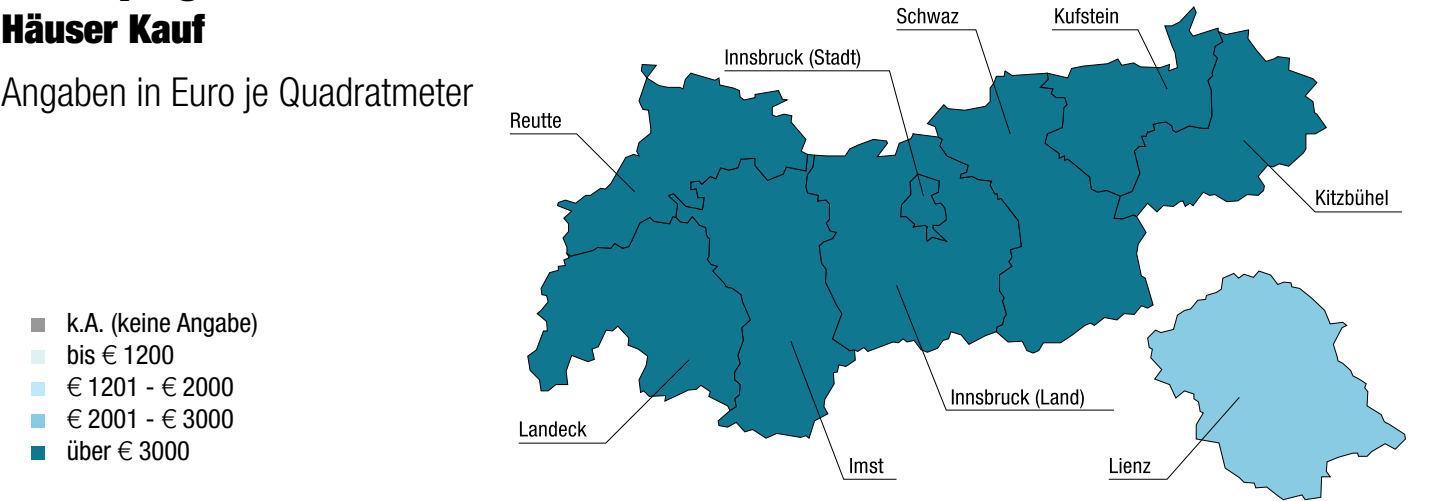 Häuser Kauf
Angaben in Euro je Quadratmeter
Schwaz
Kufstein
Innsbruck (Stadt)
Reutte
Kitzbühel
k.A. (keine Angabe)
bis € 1200
€ 1201 - € 2000
€ 2001 - € 3000
über € 3000
Innsbruck (Land)
Landeck
Imst
Lienz